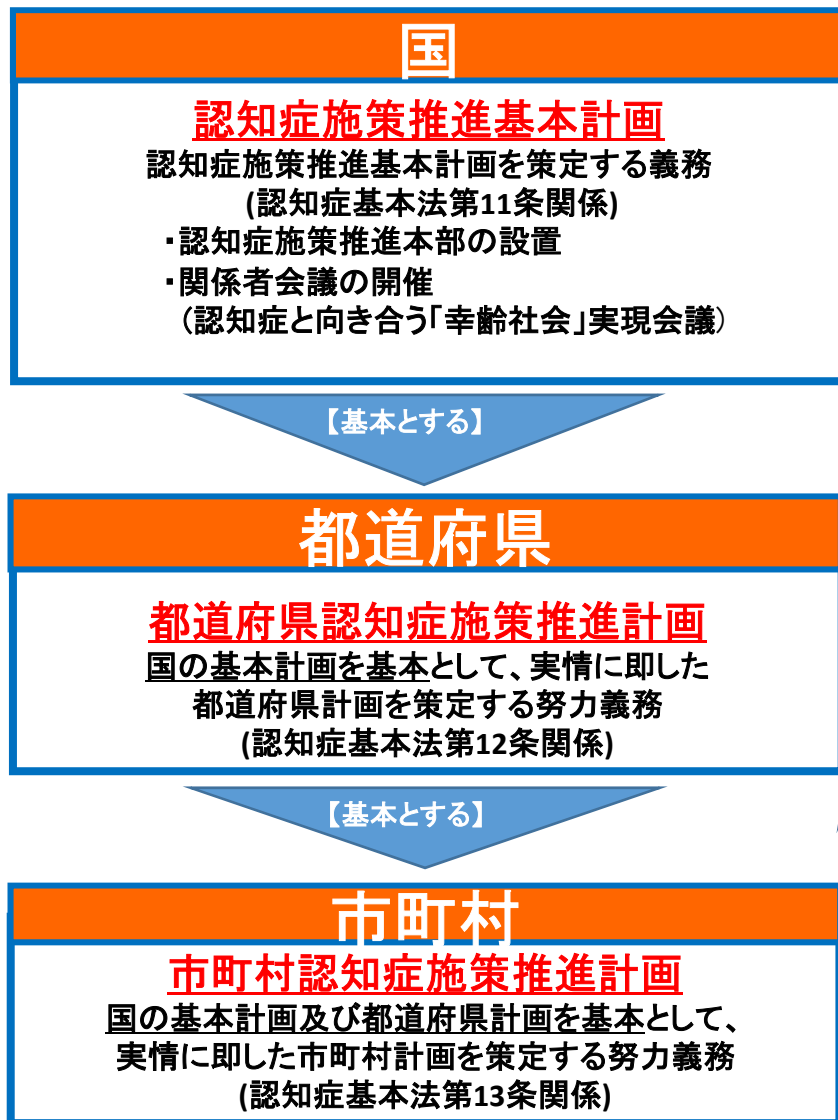 国
認知症施策推進基本計画
認知症施策推進基本計画を策定する義務
(認知症基本法第11条関係)
･認知症施策推進本部の設置
･関係者会議の開催
（認知症と向き合う「幸齢社会」実現会議）
【基本とする】
都道府県
都道府県認知症施策推進計画
国の基本計画を基本として、実情に即した
都道府県計画を策定する努力義務
(認知症基本法第12条関係)
【基本とする】
市町村
市町村認知症施策推進計画
国の基本計画及び都道府県計画を基本として、
実情に即した市町村計画を策定する努力義務
(認知症基本法第13条関係)